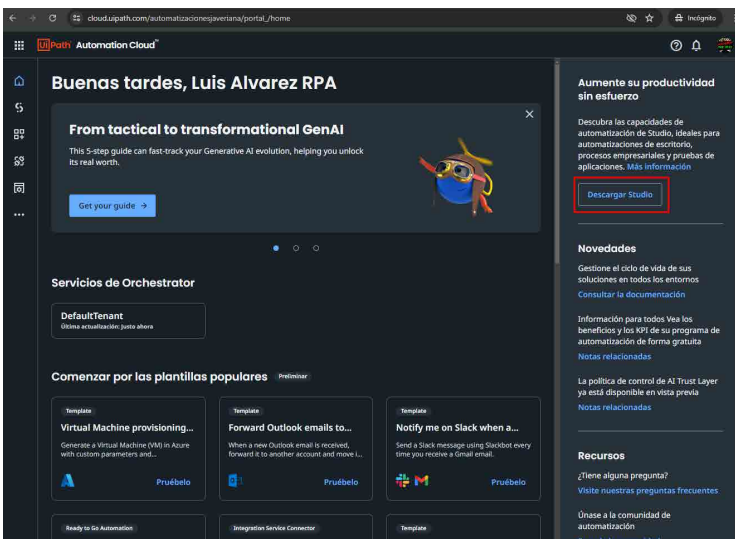 cloud.uipath.com/automatizacionesjaveriana/portal_/home
Incógnito
UiPath Automation Cloud™
Buenas tardes, Luis Alvarez RPA
From tactical to transformational GenAI
This 5-step guide can fast-track your Generative AI evolution, helping you unlock
its real worth.
Get your guide →
Servicios de Orchestrator
DefaultTenant
Última actualización: Justo ahora
Comenzar por las plantillas populares Preliminar
Template
Virtual Machine provisioning...
Generate a Virtual Machine (VM) in Azure
with custom parameters and...
Pruébelo
Template
Forward Outlook emails to...
When a new Outlook email is received,
forward it to another account and move i...
Pruébelo
Template
Notify me on Slack when a...
Send a Slack message using Slackbot every
time you receive a Gmail email.
Pruébelo
Ready to Go Automation
Integration Service Connector
Template
Aumente su productividad
sin esfuerzo
Descubra las capacidades de
automatización de Studio, ideales para
automatizaciones de escritorio,
procesos empresariales y pruebas de
aplicaciones. Más información
Descargar Studio
Novedades
Gestione el ciclo de vida de sus
soluciones en todos los entornos
Consultar la documentación
Información para todos Vea los
beneficios y los KPI de su programa de
automatización de forma gratuita
Notas relacionadas
La política de control de AI Trust Layer
ya está disponible en vista previa
Notas relacionadas
Recursos
¿Tiene alguna pregunta?
Visite nuestras preguntas frecuentes
Únase a la comunidad de
automatización